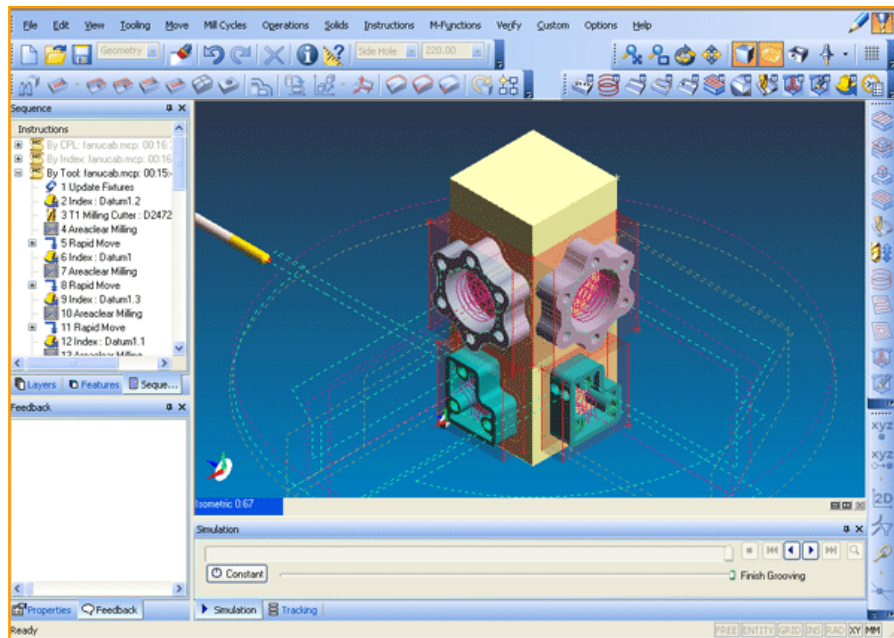 File Edit View Tooling Move Mill Cycles Operations Solids Instructions M-Functions Verify Custom Options Help
Geometry Side Hole 220.00
Sequence
Instructions
By CPL: fanucab.mcp: 00:16:
By Index: fanucab.mcp: 00:16
By Tool: fanucab.mcp: 00:15:
1 Update Fixtures
2 Index : Datum1.2
3 T1 Milling Cutter : D2472
4 Areaclear Milling
5 Rapid Move
6 Index : Datum1
7 Areaclear Milling
8 Rapid Move
9 Index : Datum1.3
10 Areaclear Milling
11 Rapid Move
12 Index : Datum1.1
13 Areaclear Milling
Layers Features Seque...
Feedback
Isometric 0.67
Simulation
Constant
Finish Grooving
Properties Feedback
Simulation Tracking
Ready
FREE ENTITY GRID INS RAD XY MM
xyz
xyz
2D